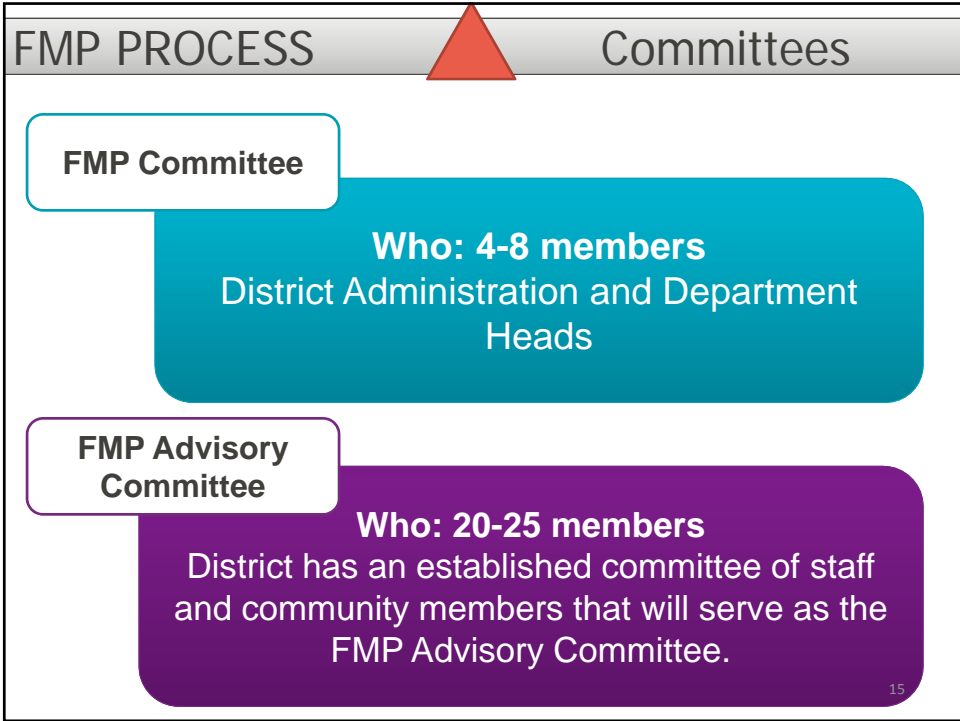 FMP PROCESS Committees
FMP Committee
Who: 4-8 members
District Administration and Department
Heads
FMP Advisory
Committee
Who: 20-25 members
District has an established committee of staff
and community members that will serve as the
FMP Advisory Committee.
15